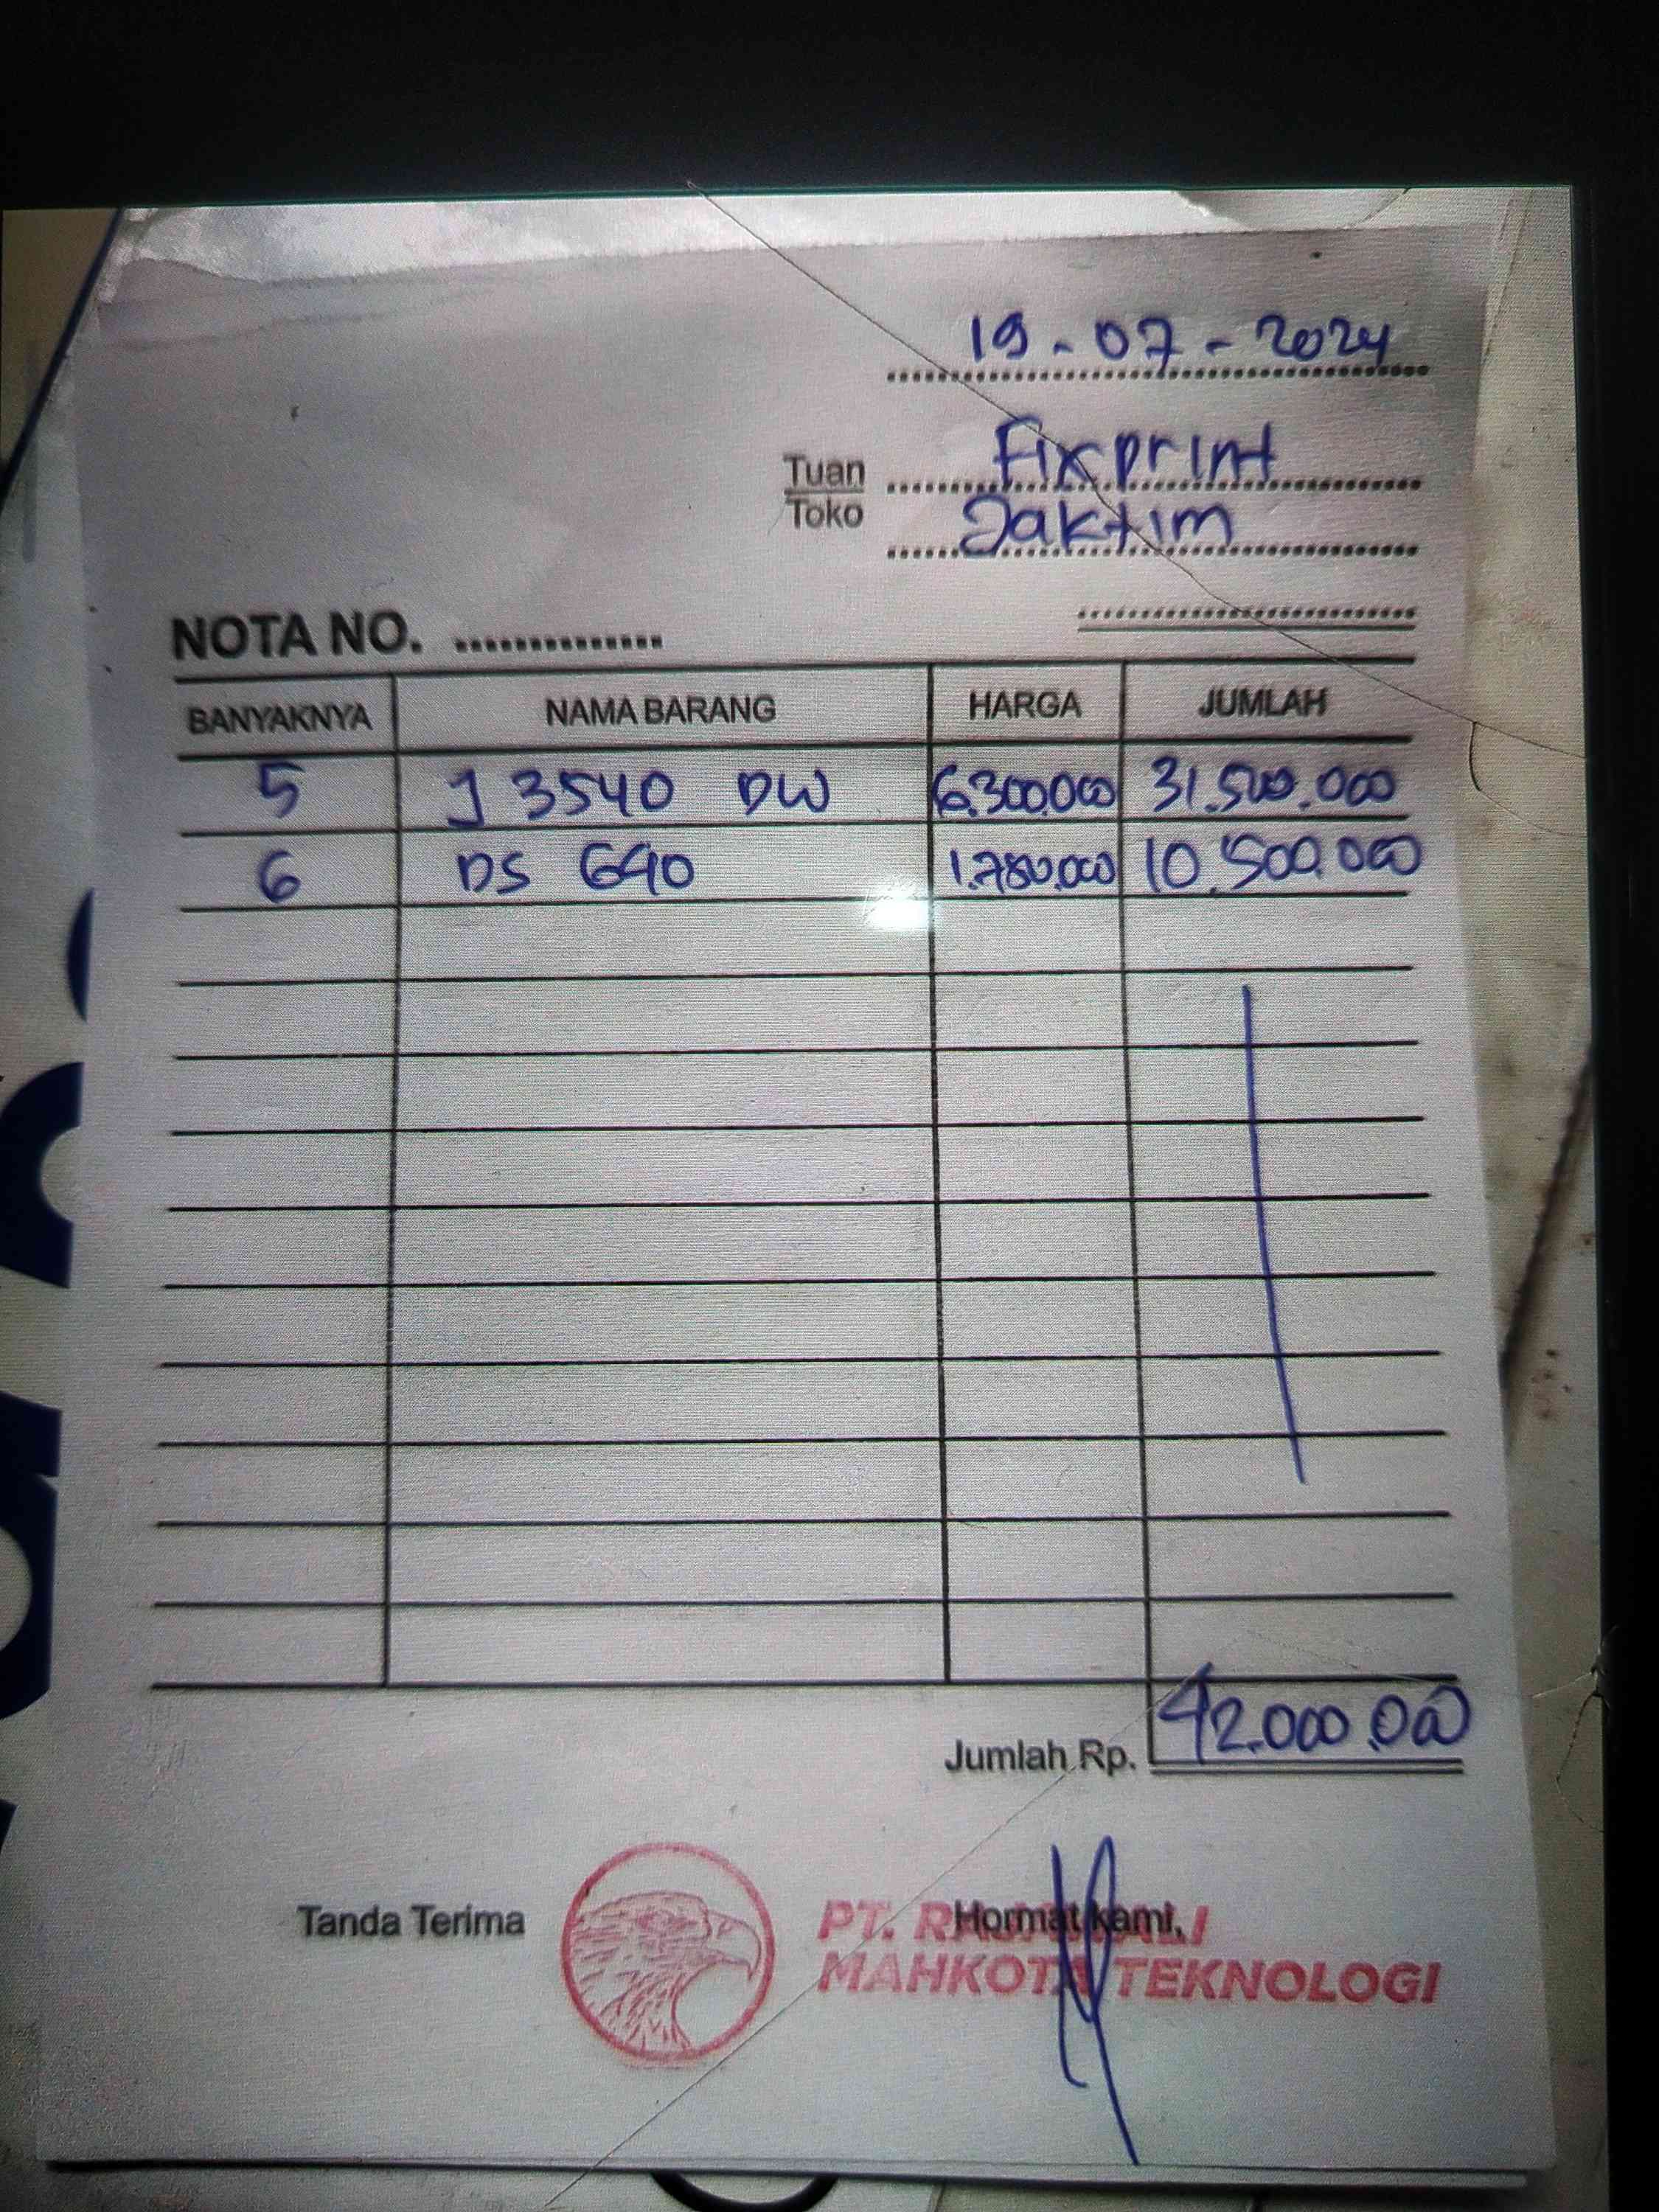 19-07-2024
Tuan Fixprint
Toko Jaktim
NOTA NO. ..............
BANYAKNYA NAMA BARANG HARGA JUMLAH
5 J 3540 DW 6.300.000 31.500.000
6 DS 640 1.780.000 10.500.000
Jumlah Rp. 42.000.000
Tanda Terima
Hormat kami,
PT.
MAHKOTA TEKNOLOGI